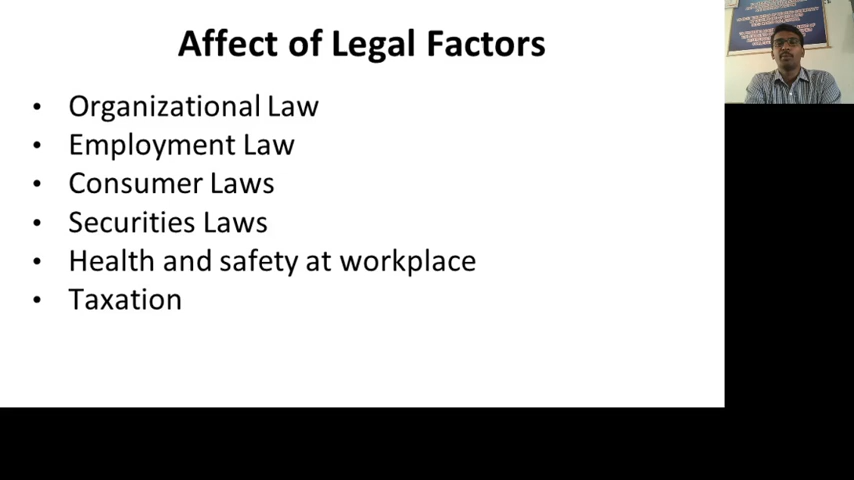 Affect of Legal Factors
• Organizational Law
• Employment Law
• Consumer Laws
• Securities Laws
• Health and safety at workplace
• Taxation